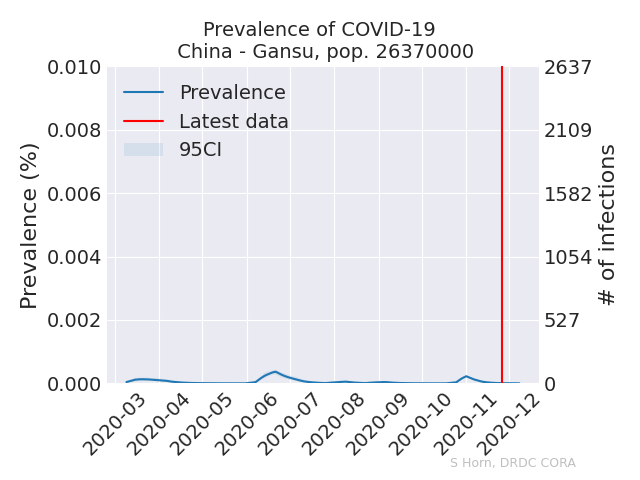 Prevalence of COVID-19
China - Gansu, pop. 26370000
Prevalence
Latest data
95CI
Prevalence (%)
0.010
0.008
0.006
0.004
0.002
0.000
2637
2109
1582
1054
527
0
# of infections
2020-03
2020-04
2020-05
2020-06
2020-07
2020-08
2020-09
2020-10
2020-11
2020-12
S Horn, DRDC CORA